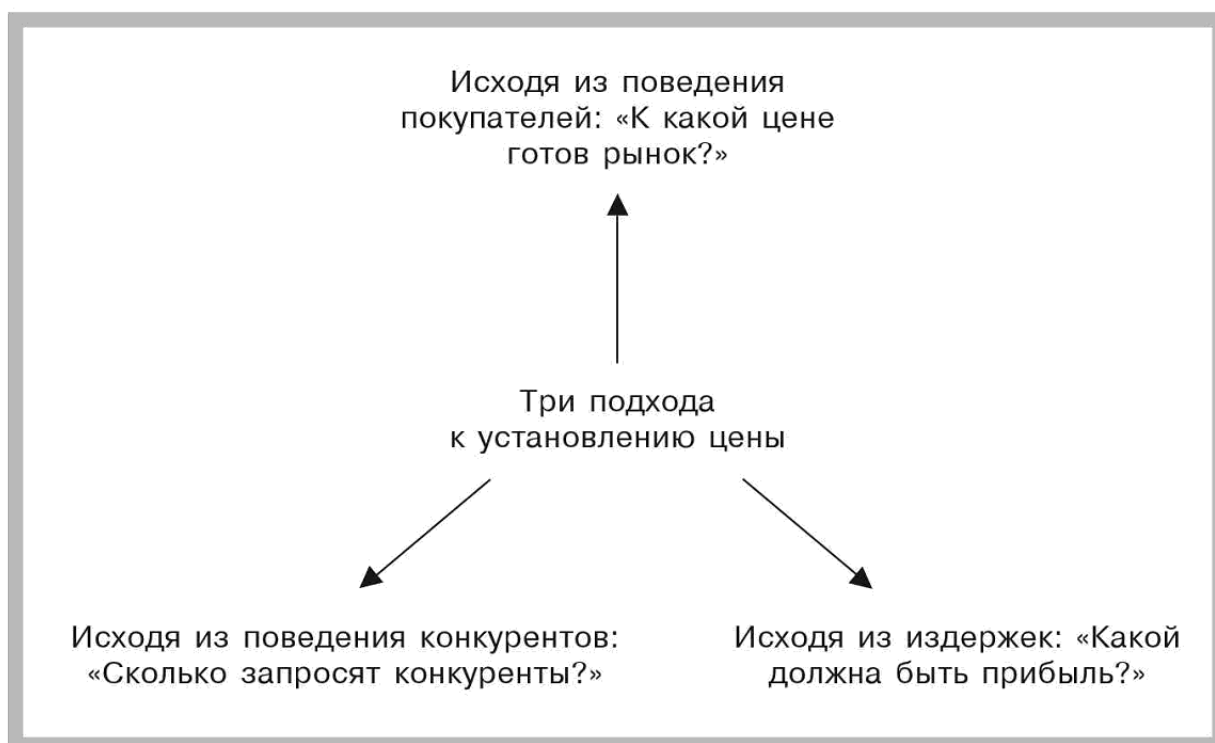 Исходя из поведения
покупателей: «К какой цене
готов рынок?»
Три подхода
к установлению цены
Исходя из поведения конкурентов:
«Сколько запросят конкуренты?»
Исходя из издержек: «Какой
должна быть прибыль?»